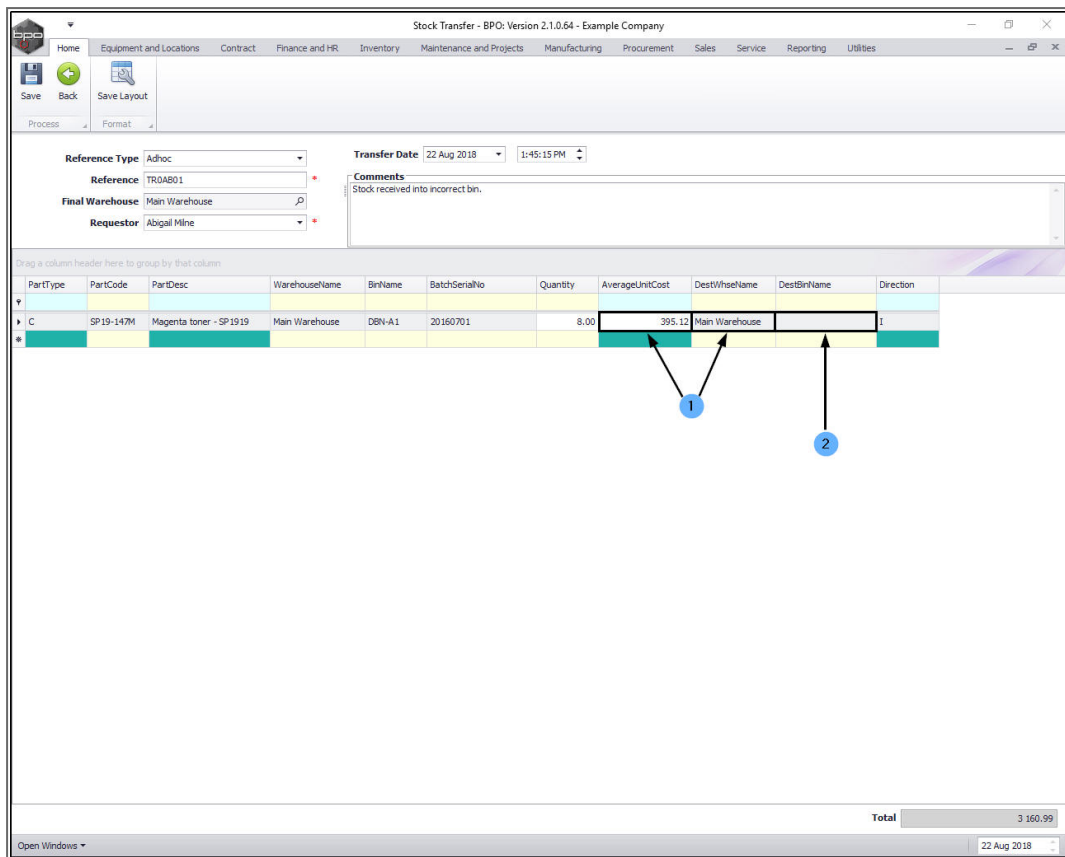 Stock Transfer - BPO: Version 2.1.0.64 - Example Company
bpo
Home Equipment and Locations Contract Finance and HR Inventory Maintenance and Projects Manufacturing Procurement Sales Service Reporting Utilities
Save Back Save Layout
Process Format
Reference Type Adhoc Transfer Date 22 Aug 2018 1:45:15 PM
Reference TR0AB01 * Comments
Stock received into incorrect bin.
Final Warehouse Main Warehouse
Requestor Abigail Milne *
Drag a column header here to group by that column
PartType PartCode PartDesc WarehouseName BinName BatchSerialNo Quantity AverageUnitCost DestWhseName DestBinName Direction
C SP19-147M Magenta toner - SP1919 Main Warehouse DBN-A1 20160701 8.00 395.12 Main Warehouse I
*
1
2
Total 3 160.99
Open Windows 22 Aug 2018